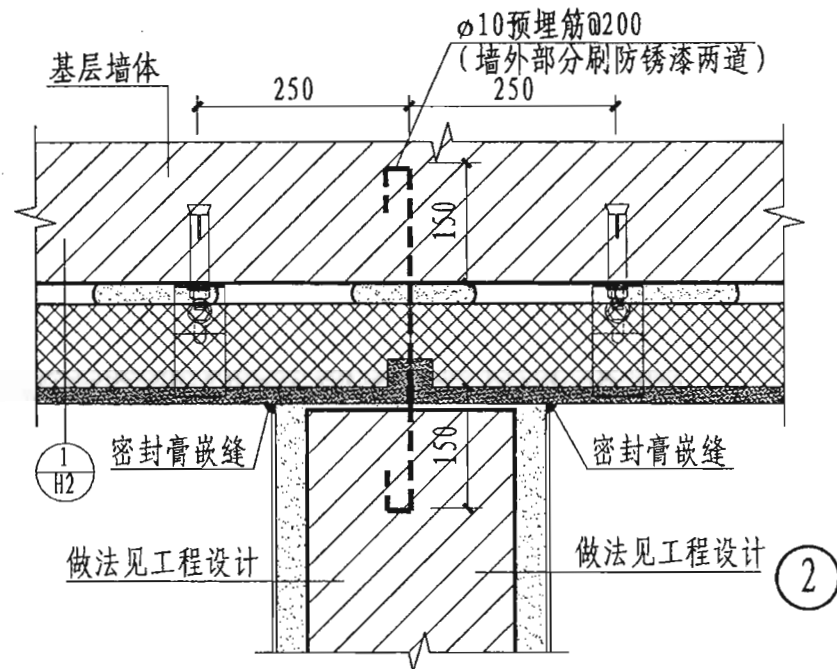 ø10预埋筋@200
(墙外部分刷防锈漆两道)
基层墙体
250
250
150
1
H2
密封膏嵌缝
150
密封膏嵌缝
做法见工程设计
做法见工程设计
2